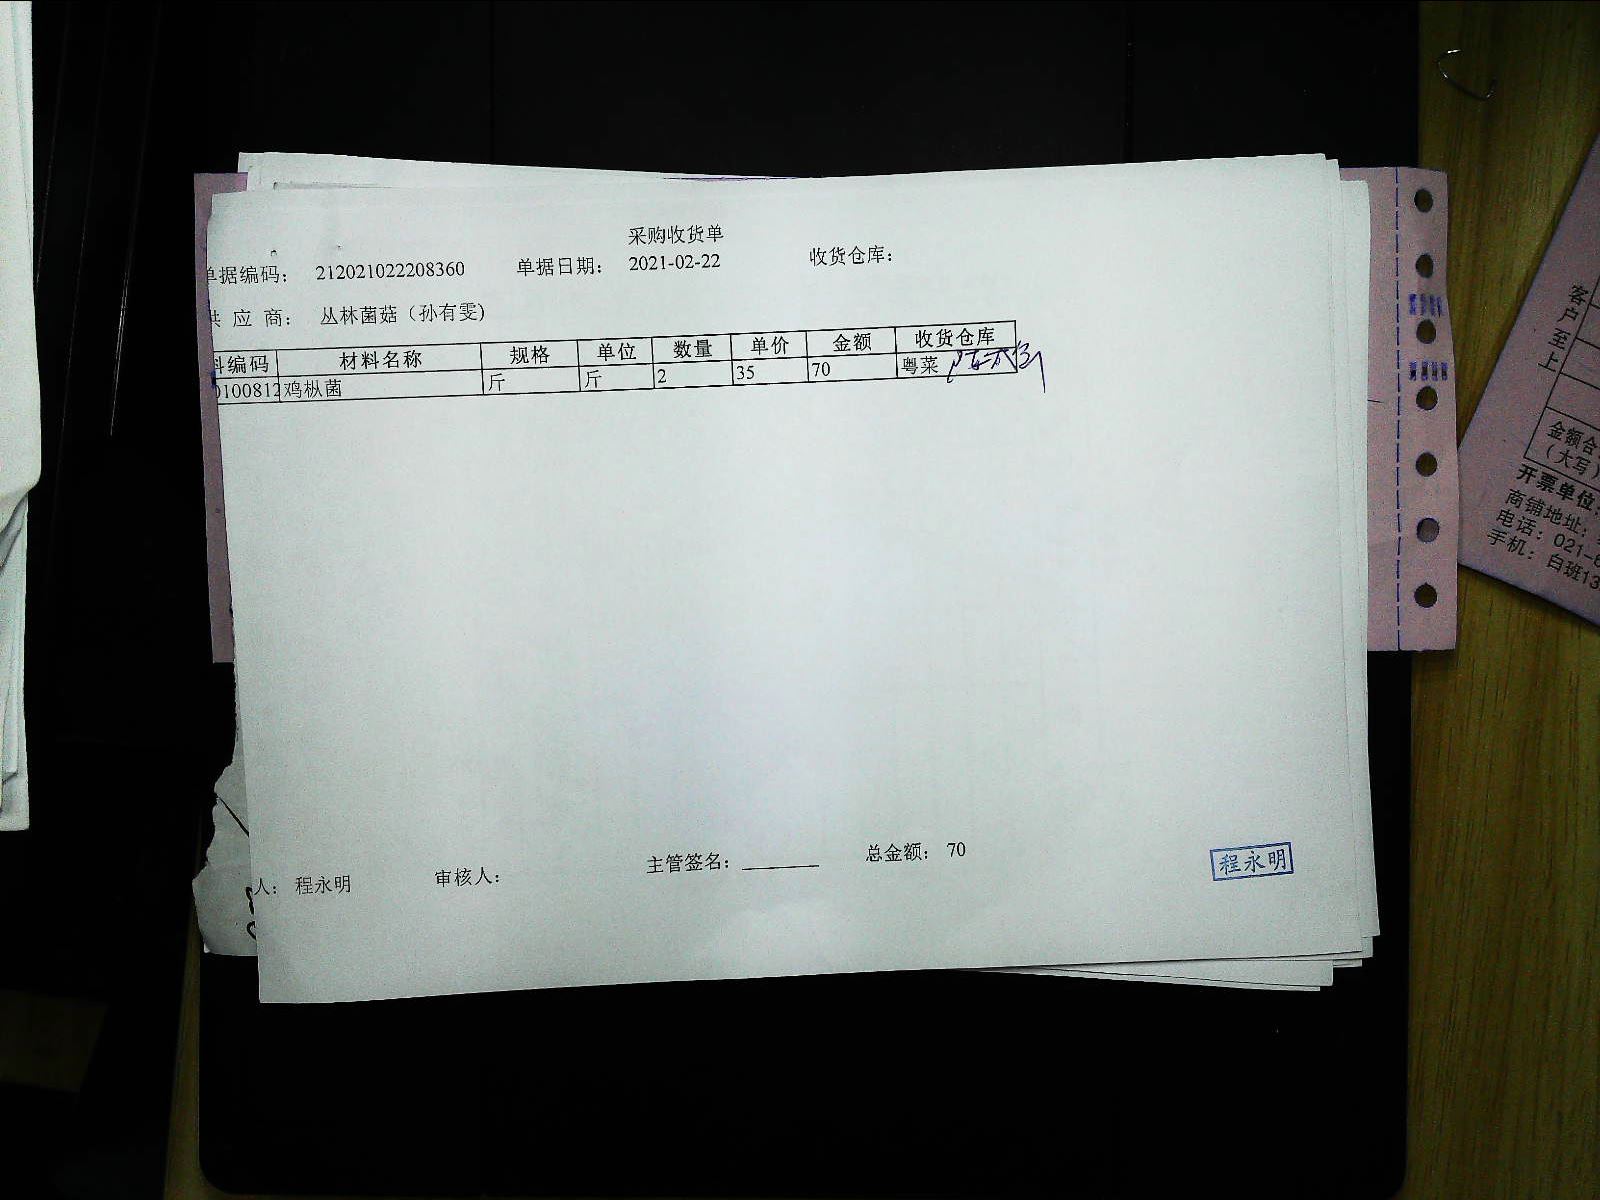 采购收货单
单据编码： 212021022208360 单据日期： 2021-02-22 收货仓库：
供 应 商： 丛林菌菇（孙有雯)
料编码 材料名称 规格 单位 数量 单价 金额 收货仓库
0100812 鸡枞菌 斤 斤 2 35 70 粤菜
人： 程永明 审核人： 主管签名： 总金额： 70
程永明
客户至上
金额合
（大写）
开票单位：
商铺地址：
电话：021-6
手机：白班13